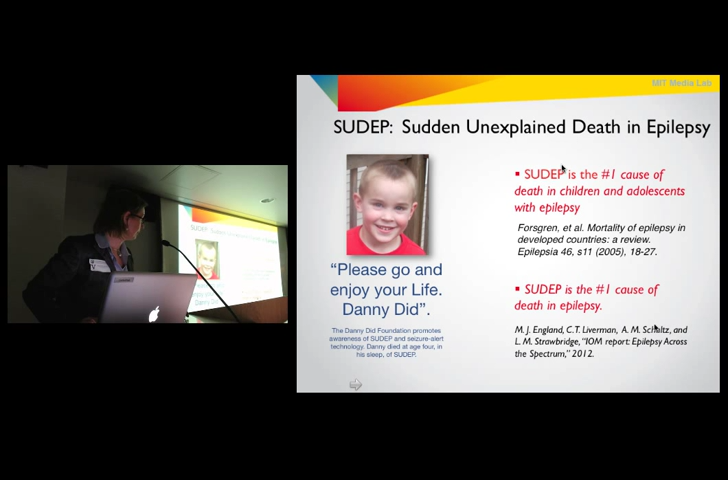 MIT Media Lab
SUDEP: Sudden Unexplained Death in Epilepsy
“Please go and
enjoy your Life.
Danny Did”.
The Danny Did Foundation promotes
awareness of SUDEP and seizure-alert
technology. Danny died at age four, in
his sleep, of SUDEP.
▪ SUDEP is the #1 cause of
death in children and adolescents
with epilepsy
Forsgren, et al. Mortality of epilepsy in
developed countries: a review.
Epilepsia 46, s11 (2005), 18-27.
▪ SUDEP is the #1 cause of
death in epilepsy.
M. J. England, C.T. Liverman, A. M. Schultz, and
L. M. Strawbridge, “IOM report: Epilepsy Across
the Spectrum,” 2012.